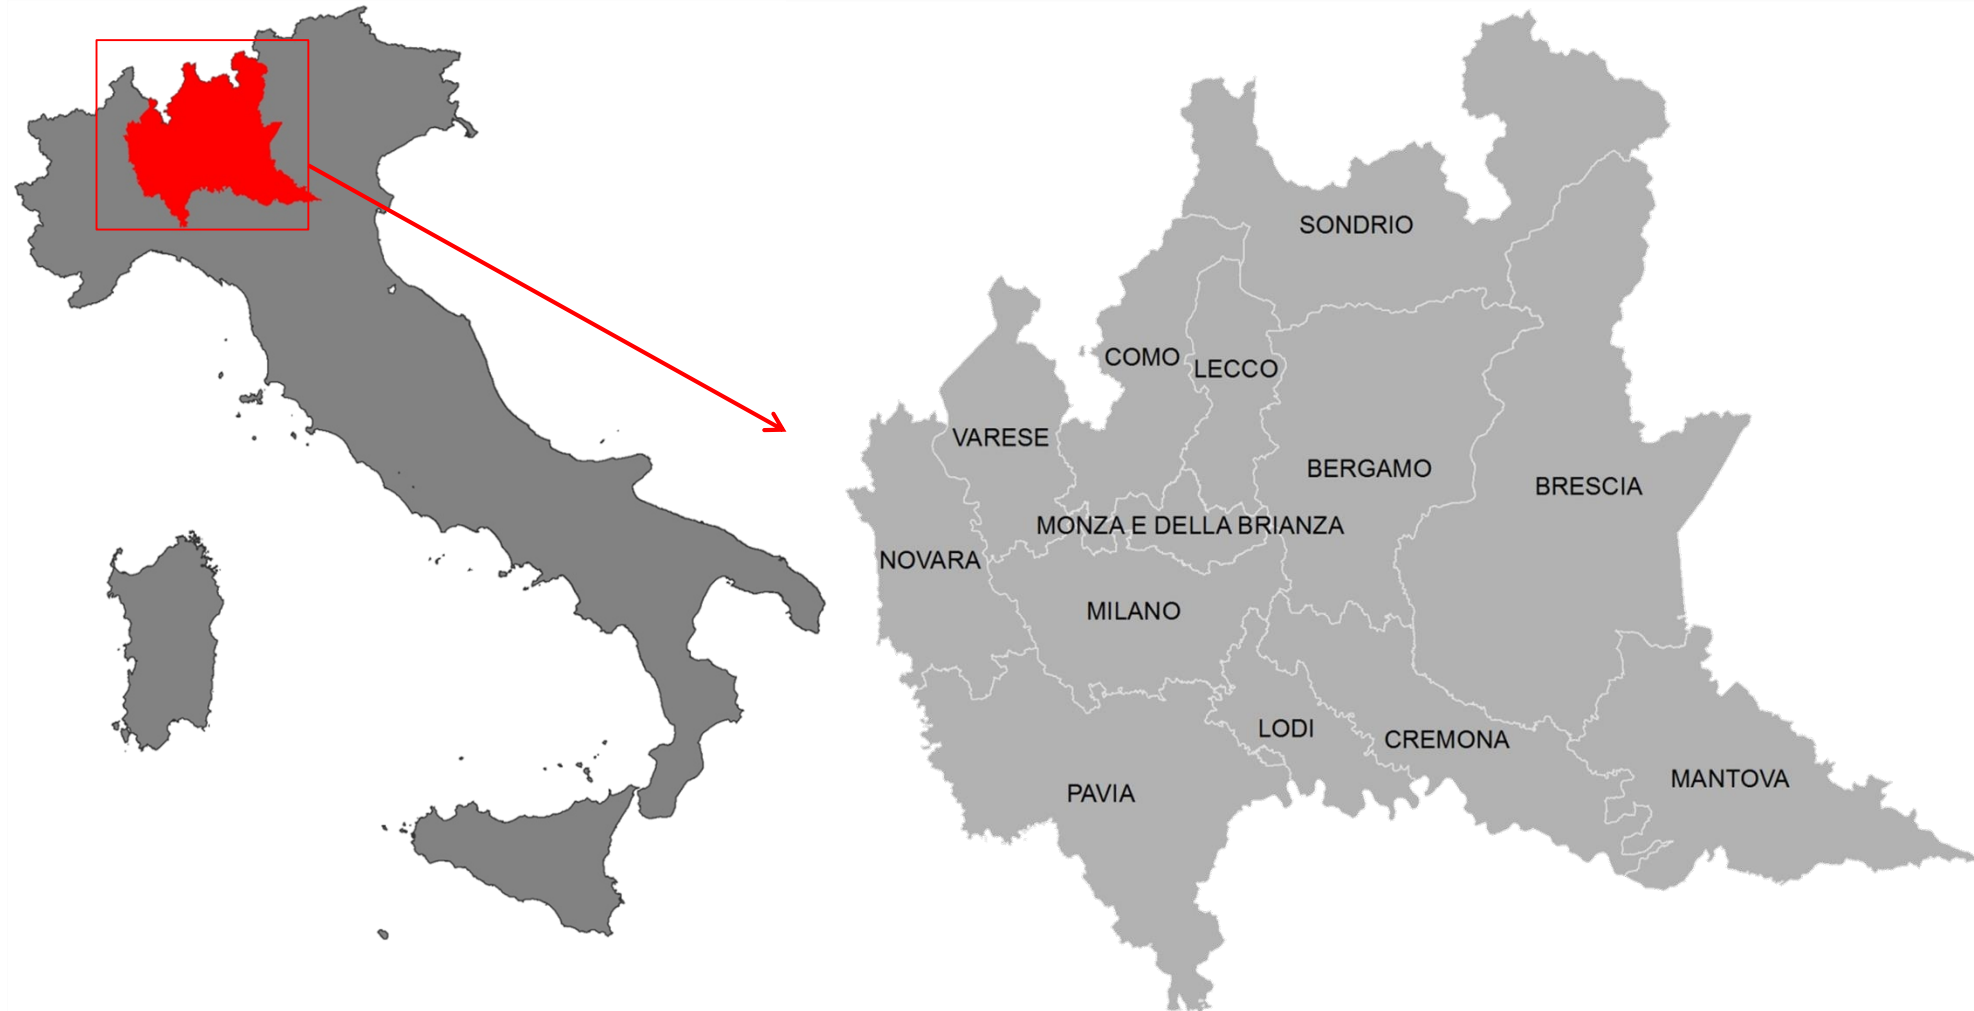 SONDRIO
COMO
LECCO
VARESE
BERGAMO
BRESCIA
MONZA E DELLA BRIANZA
NOVARA
MILANO
LODI
CREMONA
MANTOVA
PAVIA